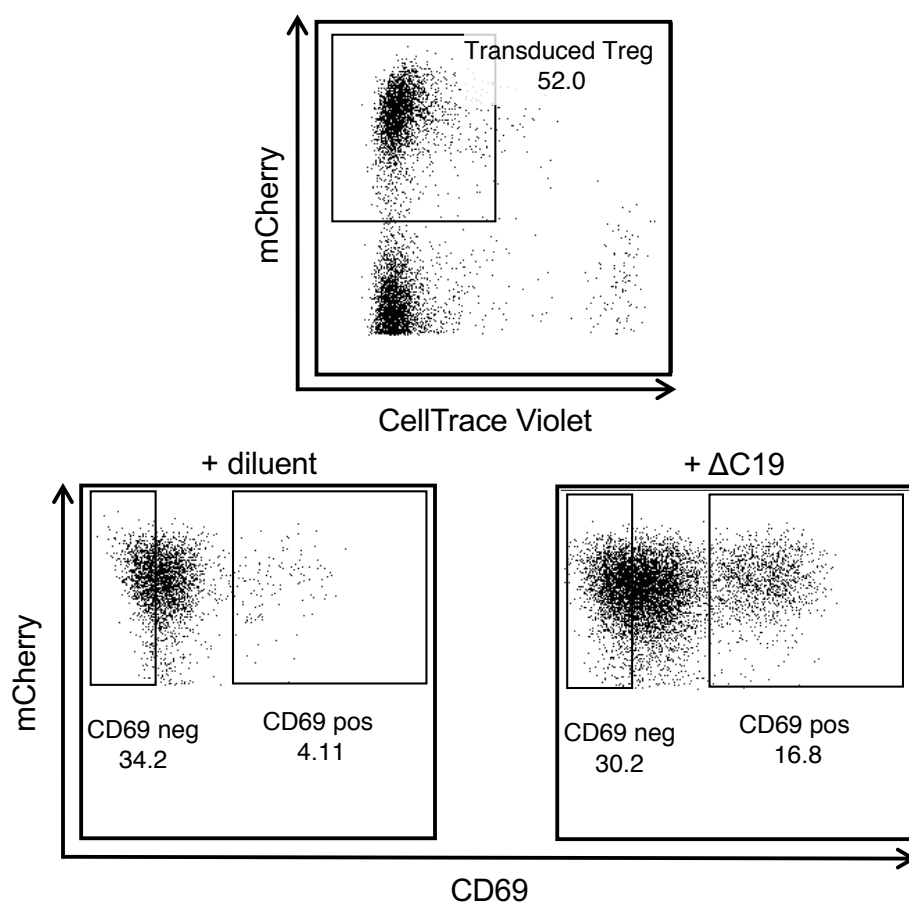 Transduced Treg
52.0
mCherry
CellTrace Violet
+ diluent
+ ΔC19
mCherry
CD69 neg
34.2
CD69 pos
4.11
CD69 neg
30.2
CD69 pos
16.8
CD69